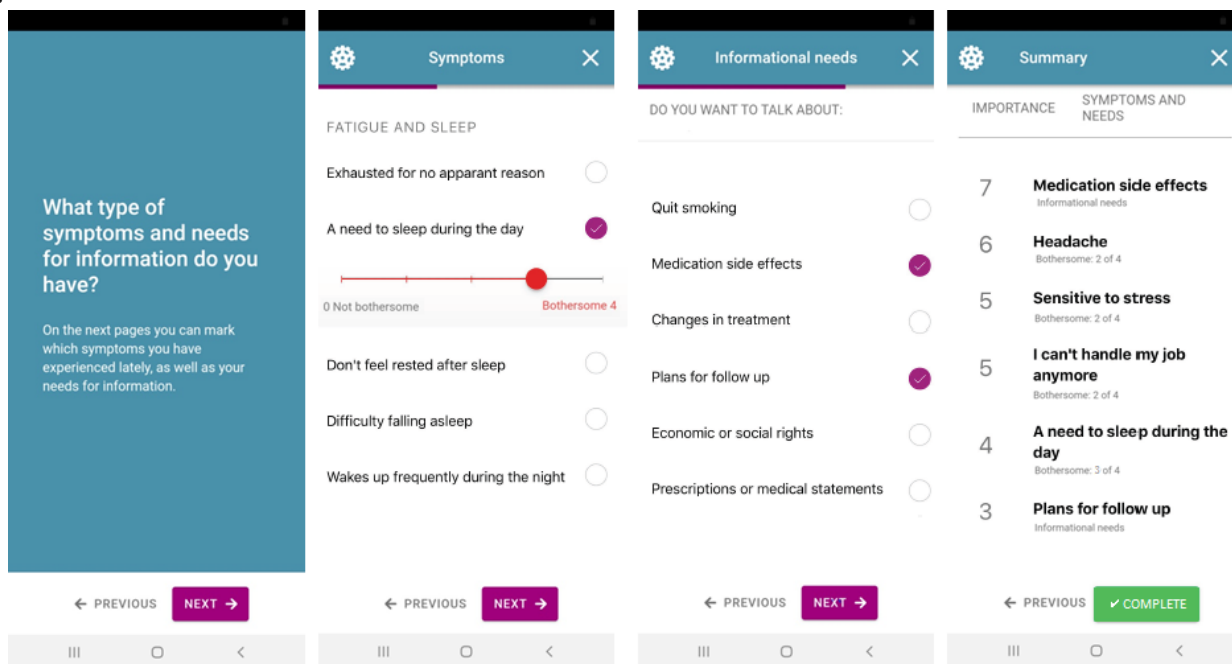 What type of
symptoms and needs
for information do you
have?
On the next pages you can mark
which symptoms you have
experienced lately, as well as your
needs for information.
← PREVIOUS
NEXT →
Symptoms
FATIGUE AND SLEEP
Exhausted for no apparant reason
A need to sleep during the day
0 Not bothersome
Bothersome 4
Don't feel rested after sleep
Difficulty falling asleep
Wakes up frequently during the night
← PREVIOUS
NEXT →
Informational needs
DO YOU WANT TO TALK ABOUT:
Quit smoking
Medication side effects
Changes in treatment
Plans for follow up
Economic or social rights
Prescriptions or medical statements
← PREVIOUS
NEXT →
Summary
IMPORTANCE
SYMPTOMS AND
NEEDS
7
Medication side effects
Informational needs
6
Headache
Bothersome: 2 of 4
5
Sensitive to stress
Bothersome: 2 of 4
5
I can't handle my job
anymore
Bothersome: 2 of 4
4
A need to sleep during the
day
Bothersome: 3 of 4
3
Plans for follow up
Informational needs
← PREVIOUS
✔ COMPLETE